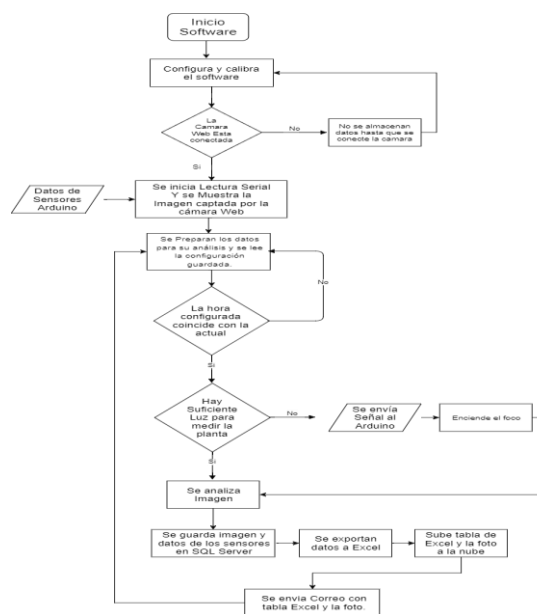 Inicio
Software
Configura y calibra
el software
La
Camara
Web Esta
conectada
No
No se almacenan
datos hasta que se
conecte la camara
Si
Datos de
Sensores
Arduino
Se inicia Lectura Serial
Y se Muestra la
Imagen captada por la
cámara Web
Se Preparan los datos
para su análisis y se lee
la configuración
guardada.
No
La hora
configurada
coincide con la
actual
Si
Hay
Suficiente
Luz para
medir la
planta
No
Se envía
Señal al
Arduino
Enciende el foco
Si
Se analiza
Imagen
Se guarda imagen y
datos de los sensores
en SQL Server
Se exportan
datos a Excel
Sube tabla de
Excel y la foto
a la nube
Se envia Correo con
tabla Excel y la foto.